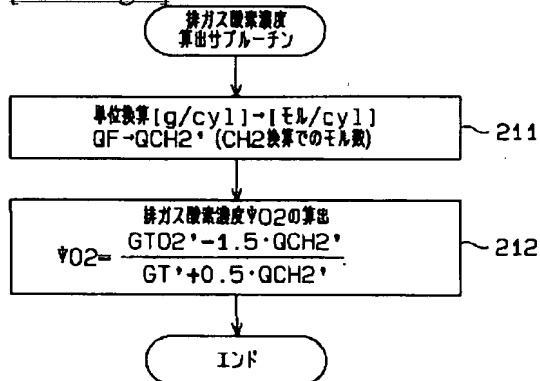 排ガス酸素濃度
算出サブルーチン
単位換算[g/cyl]→[モル/cyl]
QF→QCH2' (CH2換算でのモル数)
211
排ガス酸素濃度ΨO2の算出
ΨO2= GTO2'-1.5·QCH2'
GT'+0.5·QCH2'
212
エンド